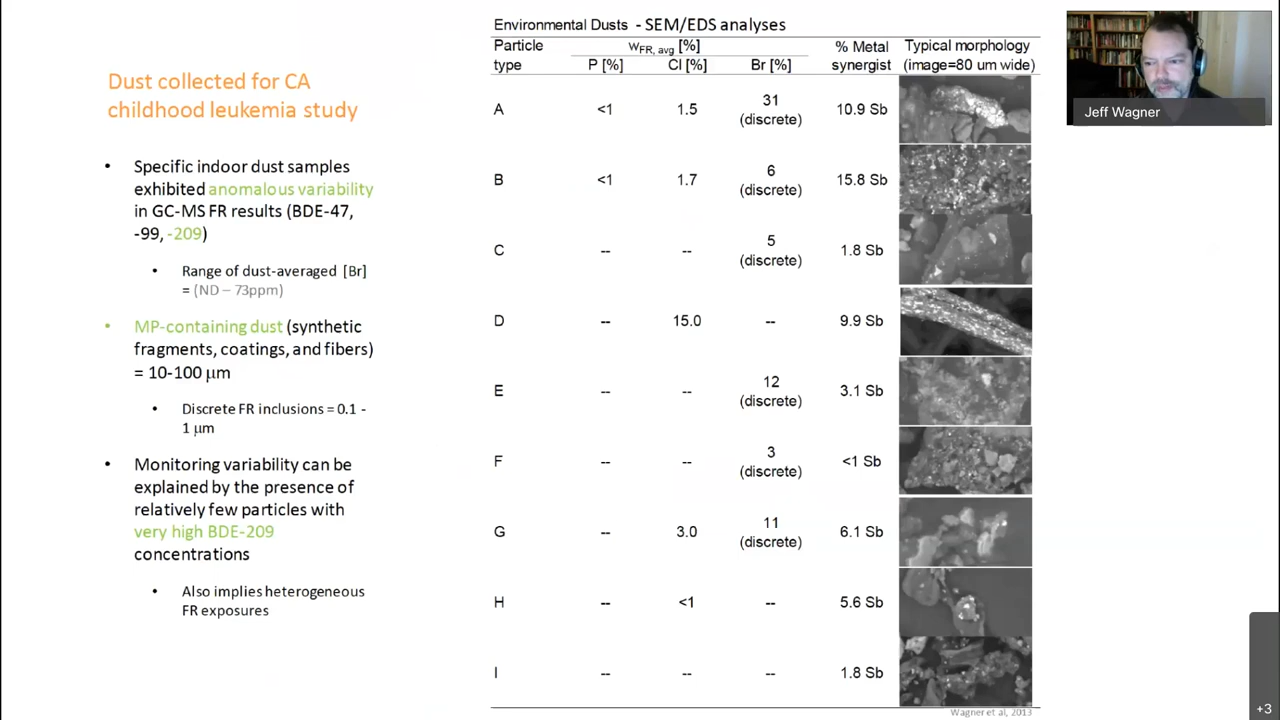 Dust collected for CA
childhood leukemia study
• Specific indoor dust samples
exhibited anomalous variability
in GC-MS FR results (BDE-47,
-99, -209)
• Range of dust-averaged [Br]
= (ND – 73ppm)
• MP-containing dust (synthetic
fragments, coatings, and fibers)
= 10-100 μm
• Discrete FR inclusions = 0.1 -
1 μm
• Monitoring variability can be
explained by the presence of
relatively few particles with
very high BDE-209
concentrations
• Also implies heterogeneous
FR exposures
Environmental Dusts - SEM/EDS analyses
Particle type W_FR, avg [%] % Metal synergist Typical morphology (image=80 um wide)
P [%] Cl [%] Br [%]
A <1 1.5 31 (discrete) 10.9 Sb
B <1 1.7 6 (discrete) 15.8 Sb
C -- -- 5 (discrete) 1.8 Sb
D -- 15.0 -- 9.9 Sb
E -- -- 12 (discrete) 3.1 Sb
F -- -- 3 (discrete) <1 Sb
G -- 3.0 11 (discrete) 6.1 Sb
H -- <1 -- 5.6 Sb
I -- -- -- 1.8 Sb
Wagner et al, 2013
Jeff Wagner
+3